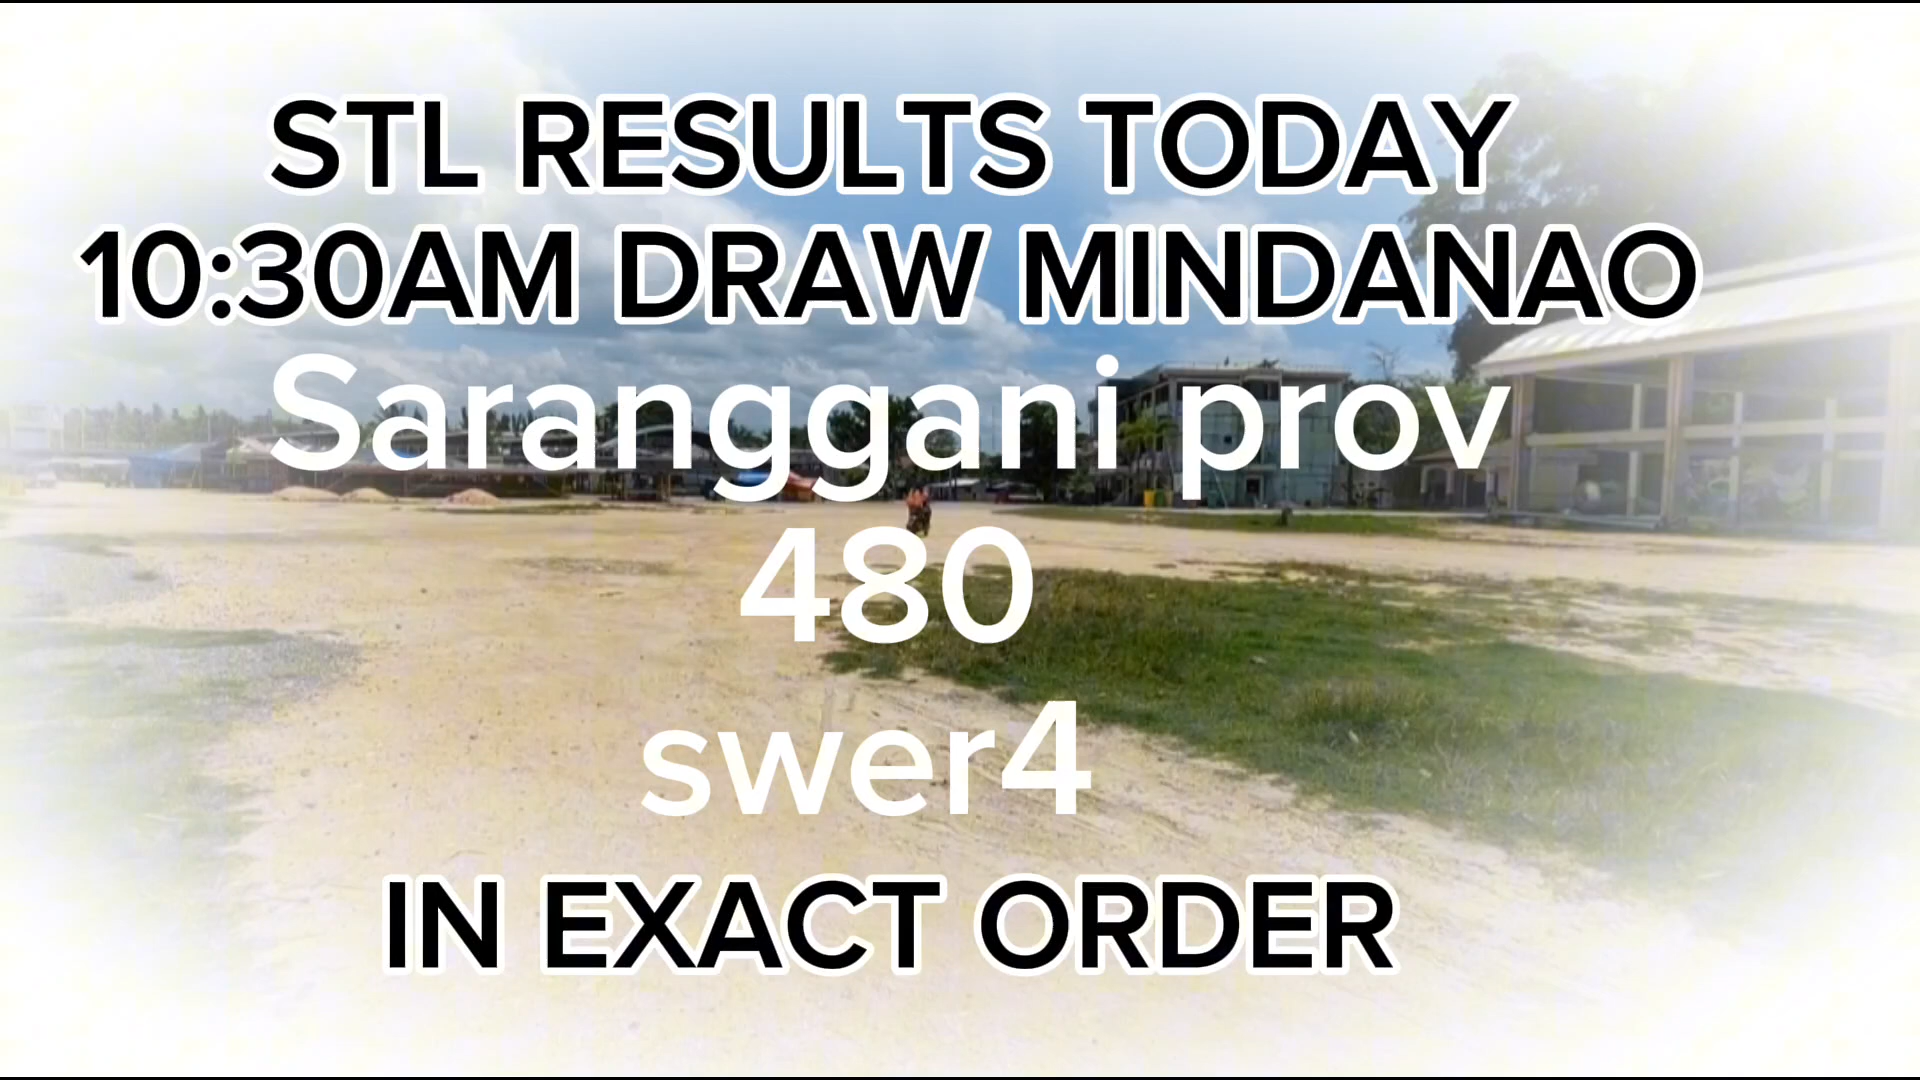 STL RESULTS TODAY
10:30AM DRAW MINDANAO
Saranggani prov
480
swer4
IN EXACT ORDER